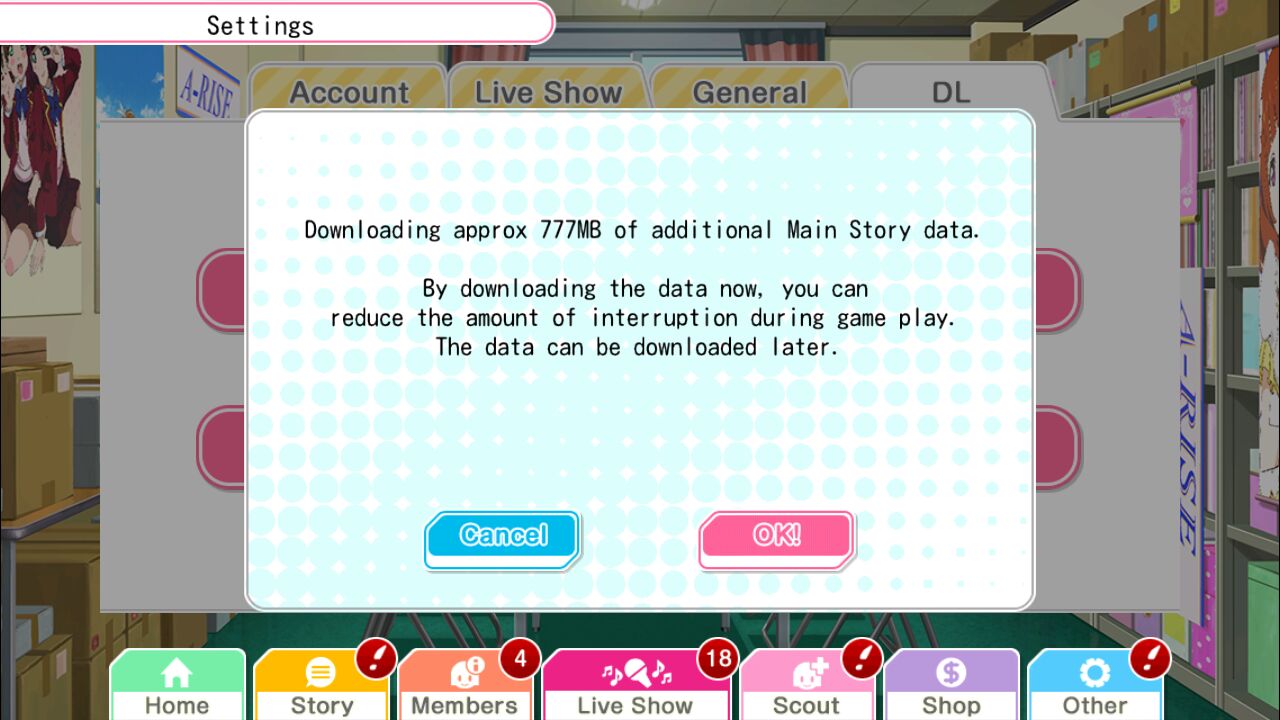 Settings
A-RISE
Account
Live Show
General
DL
Downloading approx 777MB of additional Main Story data.
By downloading the data now, you can
reduce the amount of interruption during game play.
The data can be downloaded later.
A-RISE
Cancel
OK!
Home
Story
4
Members
18
Live Show
Scout
Shop
Other